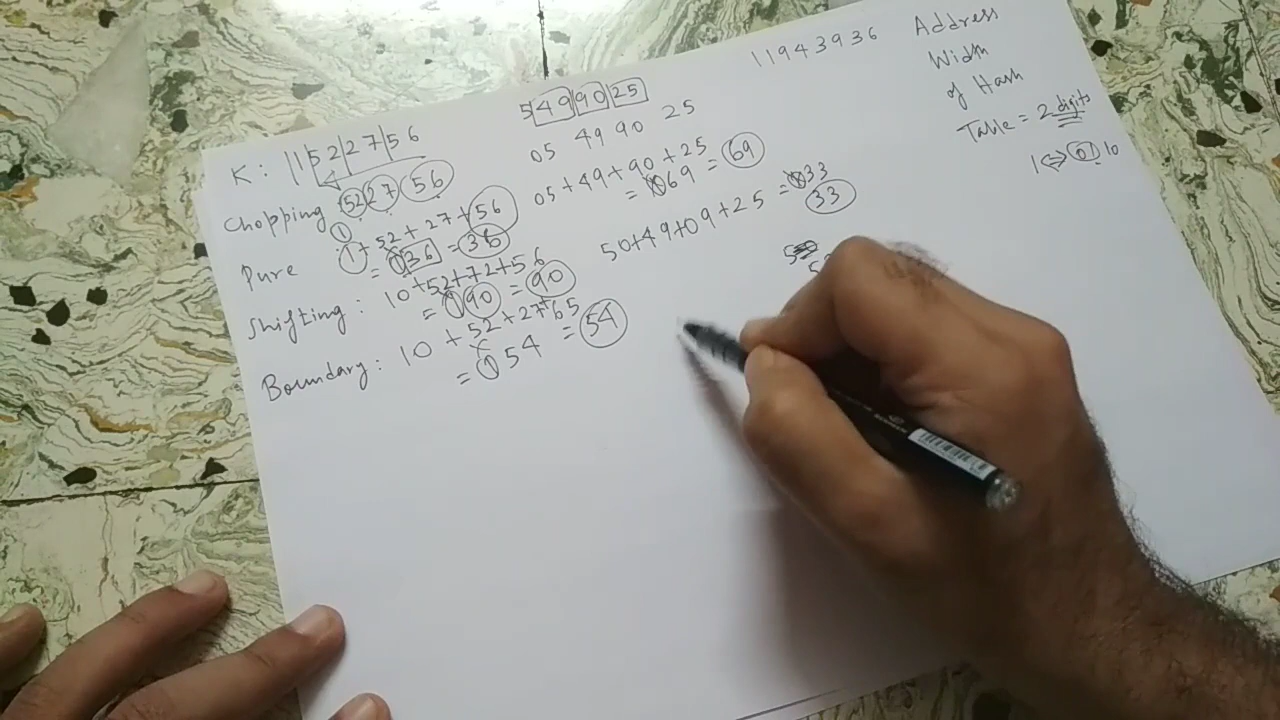 K: 1|52|27|56
Chopping 52 27 56
1
Pure 1 + 52 + 27 + 56
= 136 = 36
Shifting: 10 + 52 + 72 + 56
= 190 = 90
Boundary: 10 + 52 + 27 + 65
= 154 = 54
5|49|90|25
05 49 90 25
05 + 49 + 90 + 25
= 169 = 69
50 + 49 + 09 + 25 = 133
33
11943936
Address
Width
of Hash
Table = 2 digits
1 ⇔ 01 10